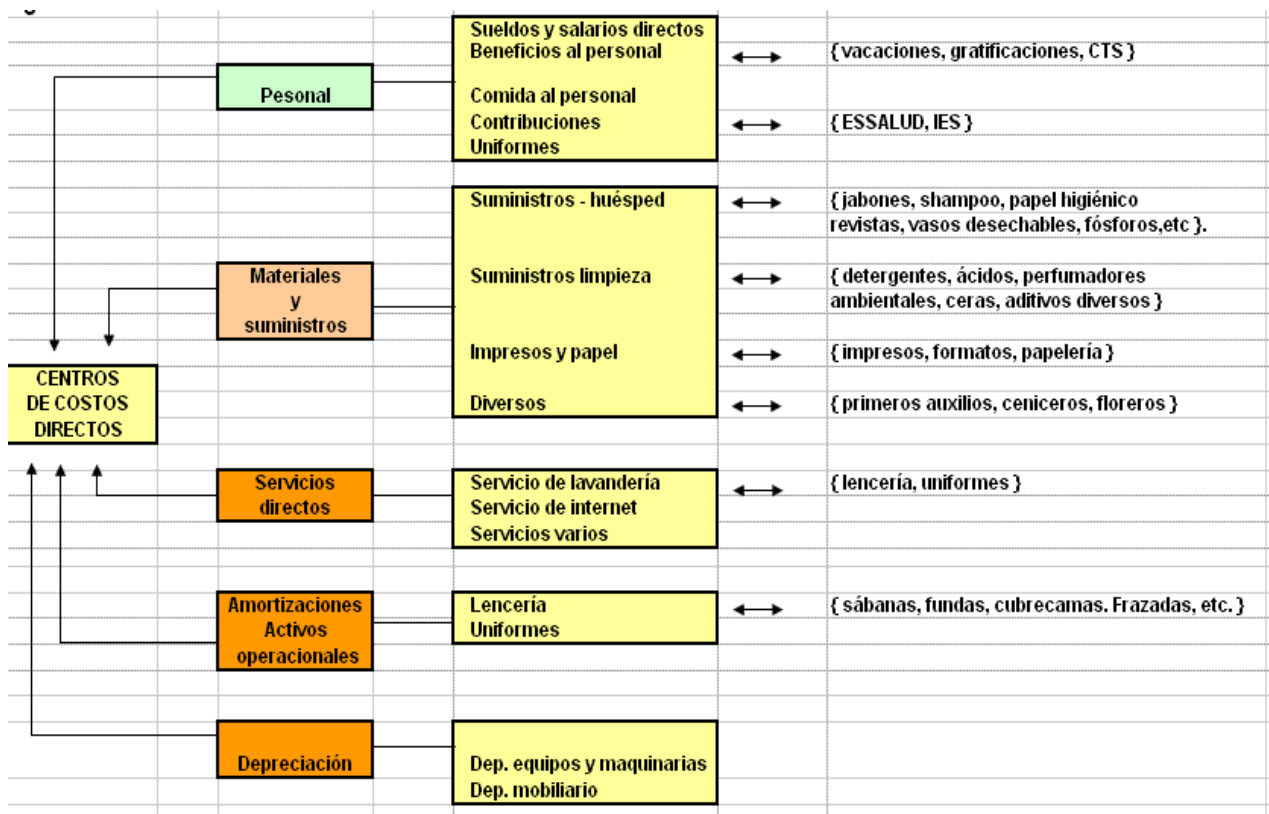 Sueldos y salarios directos
Beneficios al personal
{ vacaciones, gratificaciones, CTS }
Pesonal
Comida al personal
Contribuciones
{ ESSALUD, IES }
Uniformes
Suministros - huésped
{ jabones, shampoo, papel higiénico
revistas, vasos desechables, fósforos,etc }.
Materiales
y
suministros
Suministros limpieza
{ detergentes, ácidos, perfumadores
ambientales, ceras, aditivos diversos }
Impresos y papel
{ impresos, formatos, papelería }
CENTROS
DE COSTOS
DIRECTOS
Diversos
{ primeros auxilios, ceniceros, floreros }
Servicios
directos
Servicio de lavandería
{ lencería, uniformes }
Servicio de internet
Servicios varios
Amortizaciones
Activos
operacionales
Lencería
{ sábanas, fundas, cubrecamas. Frazadas, etc. }
Uniformes
Depreciación
Dep. equipos y maquinarias
Dep. mobiliario